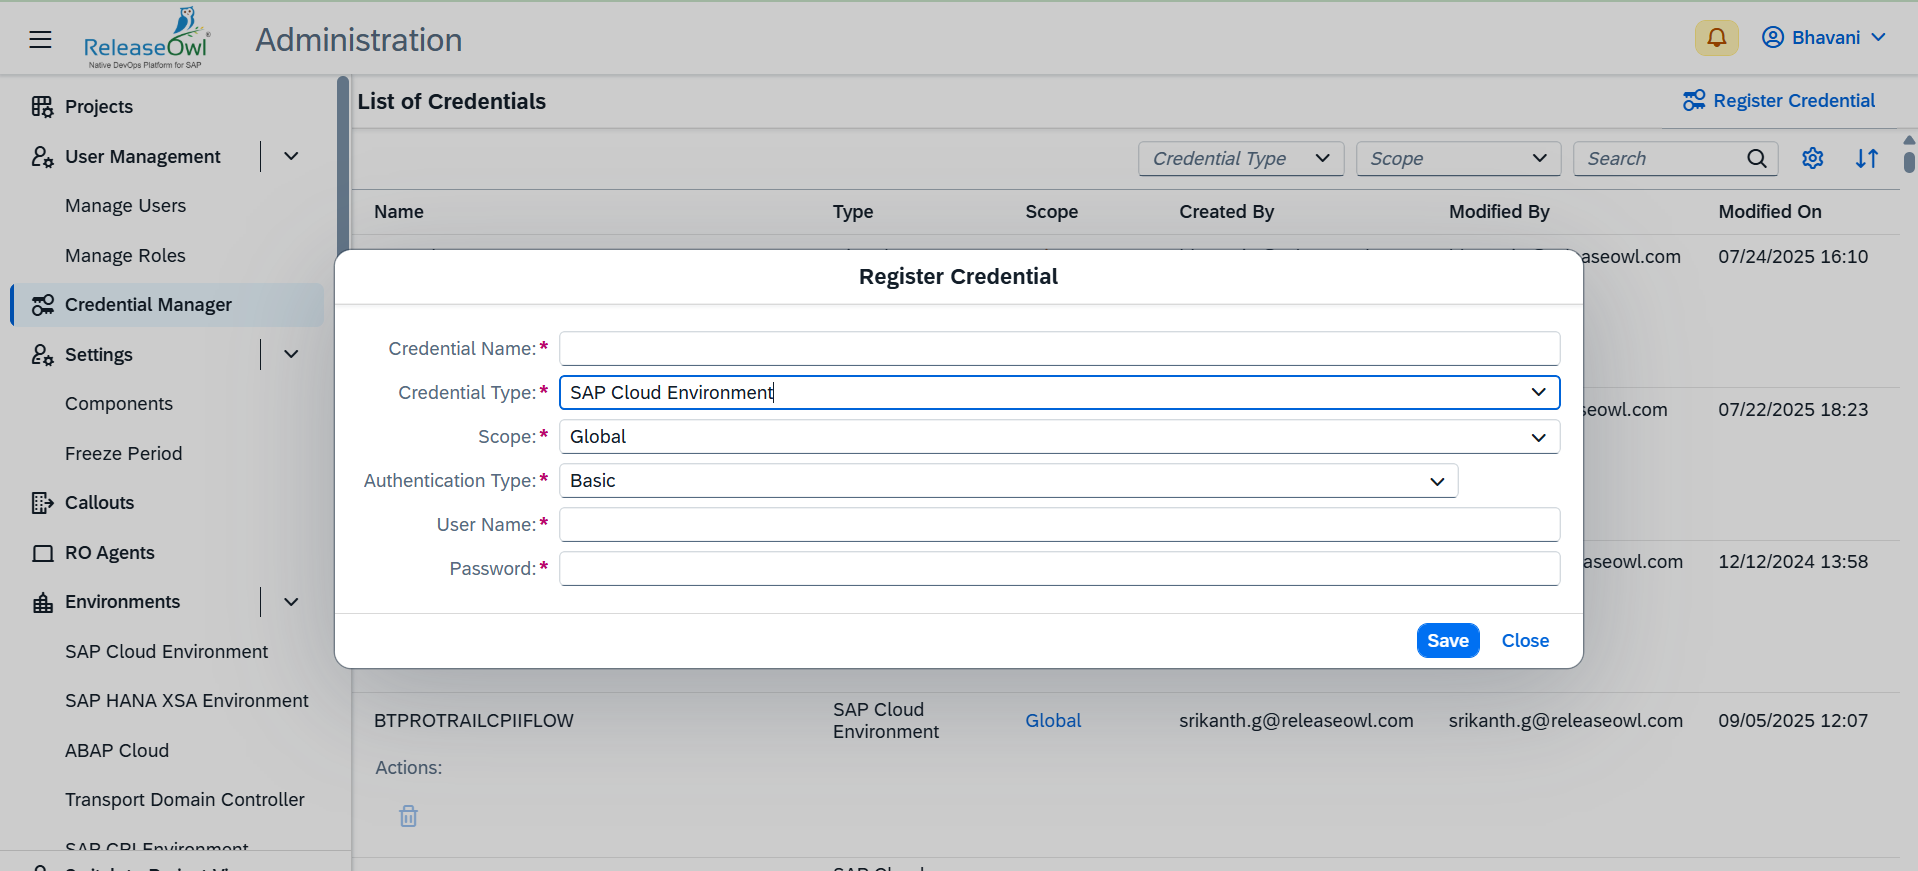 ReleaseOwl
Native DevOps Platform for SAP
Administration
Bhavani
Projects
User Management
Manage Users
Manage Roles
Credential Manager
Settings
Components
Freeze Period
Callouts
RO Agents
Environments
SAP Cloud Environment
SAP HANA XSA Environment
ABAP Cloud
Transport Domain Controller
SAP CPI Environment
List of Credentials
Register Credential
Credential Type
Scope
Search
Name Type Scope Created By Modified By Modified On
aseowl.com 07/24/2025 16:10
seowl.com 07/22/2025 18:23
aseowl.com 12/12/2024 13:58
Register Credential
Credential Name:*
Credential Type:* SAP Cloud Environment
Scope:* Global
Authentication Type:* Basic
User Name:*
Password:*
Save Close
BTPROTRAILCPIIFLOW SAP Cloud Environment Global srikanth.g@releaseowl.com srikanth.g@releaseowl.com 09/05/2025 12:07
Actions:
SAP Cloud